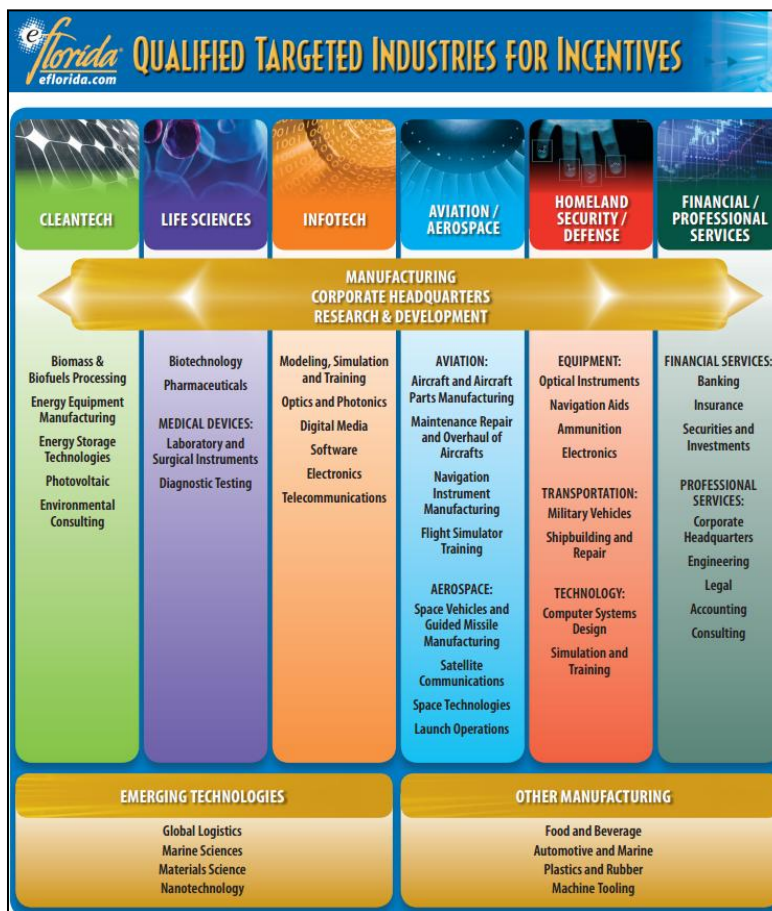 eflorida
eflorida.com
QUALIFIED TARGETED INDUSTRIES FOR INCENTIVES
CLEANTECH
LIFE SCIENCES
INFOTECH
AVIATION /
AEROSPACE
HOMELAND
SECURITY /
DEFENSE
FINANCIAL /
PROFESSIONAL
SERVICES
MANUFACTURING
CORPORATE HEADQUARTERS
RESEARCH & DEVELOPMENT
Biomass &
Biofuels Processing
Energy Equipment
Manufacturing
Energy Storage
Technologies
Photovoltaic
Environmental
Consulting
Biotechnology
Pharmaceuticals
MEDICAL DEVICES:
Laboratory and
Surgical Instruments
Diagnostic Testing
Modeling, Simulation
and Training
Optics and Photonics
Digital Media
Software
Electronics
Telecommunications
AVIATION:
Aircraft and Aircraft
Parts Manufacturing
Maintenance Repair
and Overhaul of
Aircrafts
Navigation
Instrument
Manufacturing
Flight Simulator
Training
AEROSPACE:
Space Vehicles and
Guided Missile
Manufacturing
Satellite
Communications
Space Technologies
Launch Operations
EQUIPMENT:
Optical Instruments
Navigation Aids
Ammunition
Electronics
TRANSPORTATION:
Military Vehicles
Shipbuilding and
Repair
TECHNOLOGY:
Computer Systems
Design
Simulation and
Training
FINANCIAL SERVICES:
Banking
Insurance
Securities and
Investments
PROFESSIONAL
SERVICES:
Corporate
Headquarters
Engineering
Legal
Accounting
Consulting
EMERGING TECHNOLOGIES
Global Logistics
Marine Sciences
Materials Science
Nanotechnology
OTHER MANUFACTURING
Food and Beverage
Automotive and Marine
Plastics and Rubber
Machine Tooling